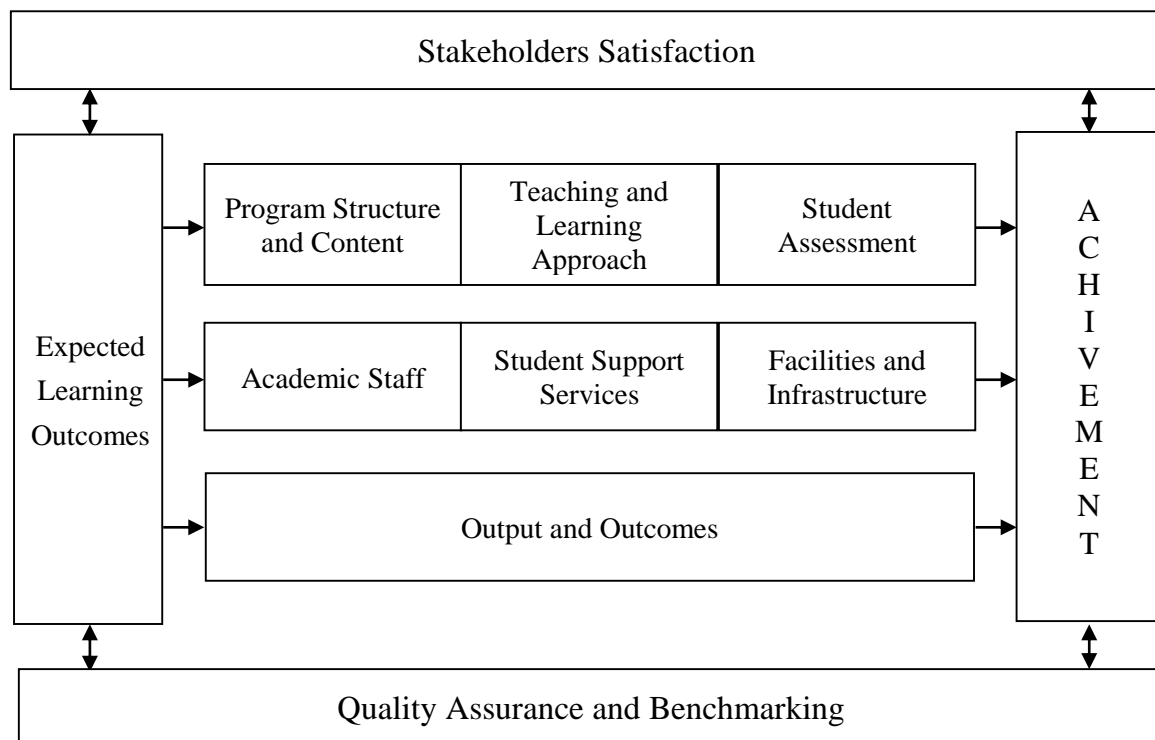 Stakeholders Satisfaction
Program Structure
and Content
Teaching and
Learning
Approach
Student
Assessment
Expected
Learning
Outcomes
Academic Staff
Student Support
Services
Facilities and
Infrastructure
Output and Outcomes
A
C
H
I
V
E
M
E
N
T
Quality Assurance and Benchmarking